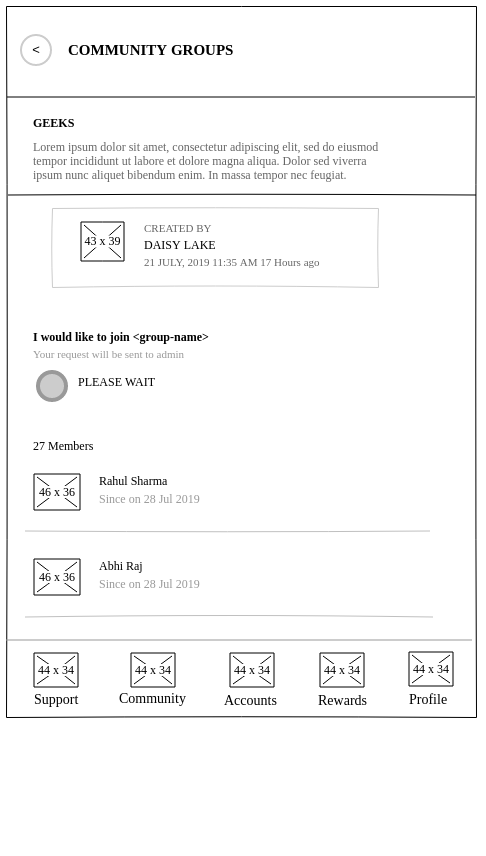 <
COMMUNITY GROUPS
GEEKS
Lorem ipsum dolor sit amet, consectetur adipiscing elit, sed do eiusmod
tempor incididunt ut labore et dolore magna aliqua. Dolor sed viverra
ipsum nunc aliquet bibendum enim. In massa tempor nec feugiat.
43 x 39
CREATED BY
DAISY LAKE
21 JULY, 2019 11:35 AM 17 Hours ago
I would like to join <group-name>
Your request will be sent to admin
PLEASE WAIT
27 Members
46 x 36
Rahul Sharma
Since on 28 Jul 2019
46 x 36
Abhi Raj
Since on 28 Jul 2019
44 x 34 44 x 34 44 x 34 44 x 34 44 x 34
Support Community Accounts Rewards Profile